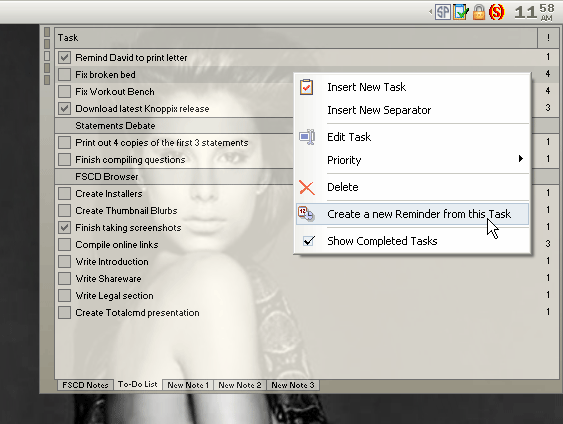 SP
11 58 AM
Task !
Remind David to print letter 1
Fix broken bed 4
Fix Workout Bench 4
Download latest Knoppix release 3
Statements Debate
Print out 4 copies of the first 3 statements 1
Finish compiling questions 1
FSCD Browser
Create Installers 1
Create Thumbnail Blurbs 1
Finish taking screenshots 1
Compile online links 3
Write Introduction 1
Write Shareware 1
Write Legal section 1
Create Totalcmd presentation 1
Insert New Task
Insert New Separator
Edit Task
Priority
Delete
12
Create a new Reminder from this Task
Show Completed Tasks
FSCD Notes To-Do List New Note 1 New Note 2 New Note 3